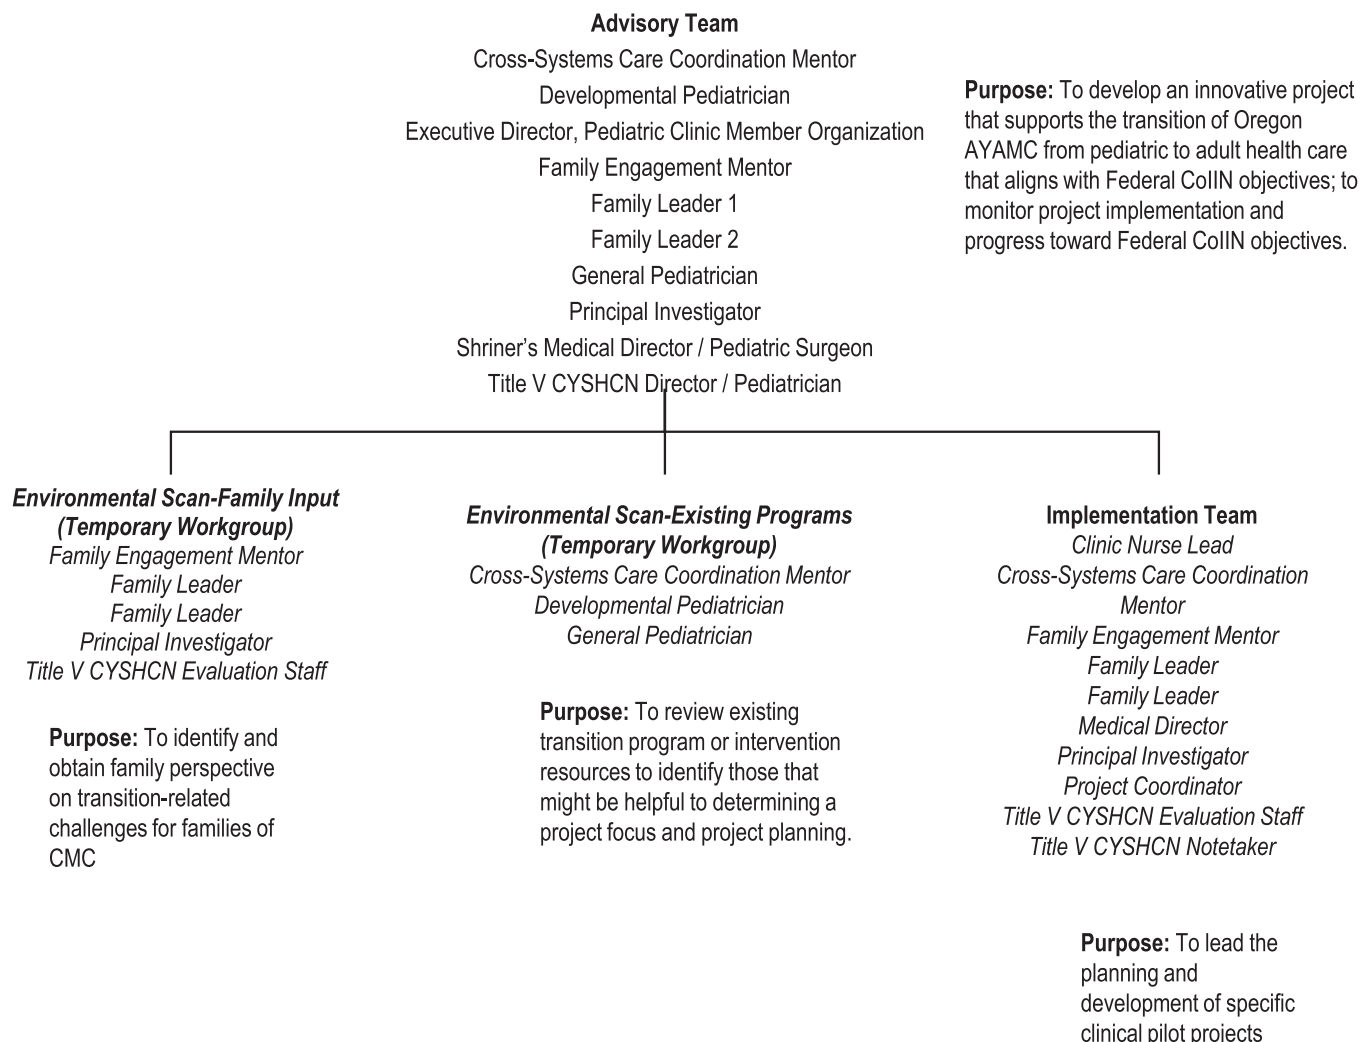 Advisory Team
Cross-Systems Care Coordination Mentor
Developmental Pediatrician
Executive Director, Pediatric Clinic Member Organization
Family Engagement Mentor
Family Leader 1
Family Leader 2
General Pediatrician
Principal Investigator
Shriner’s Medical Director / Pediatric Surgeon
Title V CYSHCN Director / Pediatrician
Purpose: To develop an innovative project
that supports the transition of Oregon
AYAMC from pediatric to adult health care
that aligns with Federal CoIIN objectives; to
monitor project implementation and
progress toward Federal CoIIN objectives.
Environmental Scan-Family Input
(Temporary Workgroup)
Family Engagement Mentor
Family Leader
Family Leader
Principal Investigator
Title V CYSHCN Evaluation Staff
Purpose: To identify and
obtain family perspective
on transition-related
challenges for families of
CMC
Environmental Scan-Existing Programs
(Temporary Workgroup)
Cross-Systems Care Coordination Mentor
Developmental Pediatrician
General Pediatrician
Purpose: To review existing
transition program or intervention
resources to identify those that
might be helpful to determining a
project focus and project planning.
Implementation Team
Clinic Nurse Lead
Cross-Systems Care Coordination
Mentor
Family Engagement Mentor
Family Leader
Family Leader
Medical Director
Principal Investigator
Project Coordinator
Title V CYSHCN Evaluation Staff
Title V CYSHCN Notetaker
Purpose: To lead the
planning and
development of specific
clinical pilot projects